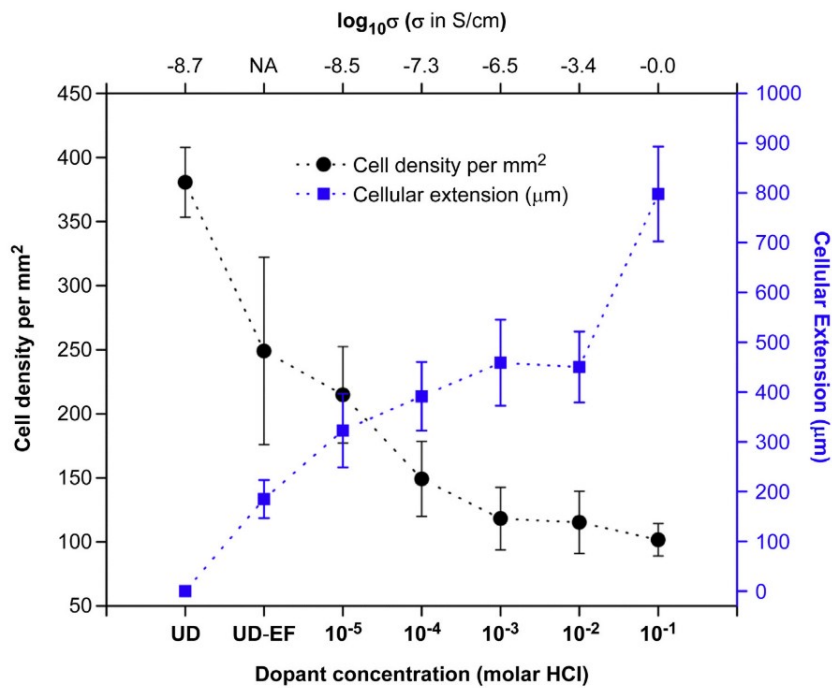 log₁₀σ (σ in S/cm)
-8.7 NA -8.5 -7.3 -6.5 -3.4 -0.0
450
400
350
300
250
200
150
100
50
Cell density per mm²
Cell density per mm²
Cellular extension (μm)
1000
900
800
700
600
500
400
300
200
100
0
Cellular Extension
(μm)
UD UD-EF 10⁻⁵ 10⁻⁴ 10⁻³ 10⁻² 10⁻¹
Dopant concentration (molar HCl)